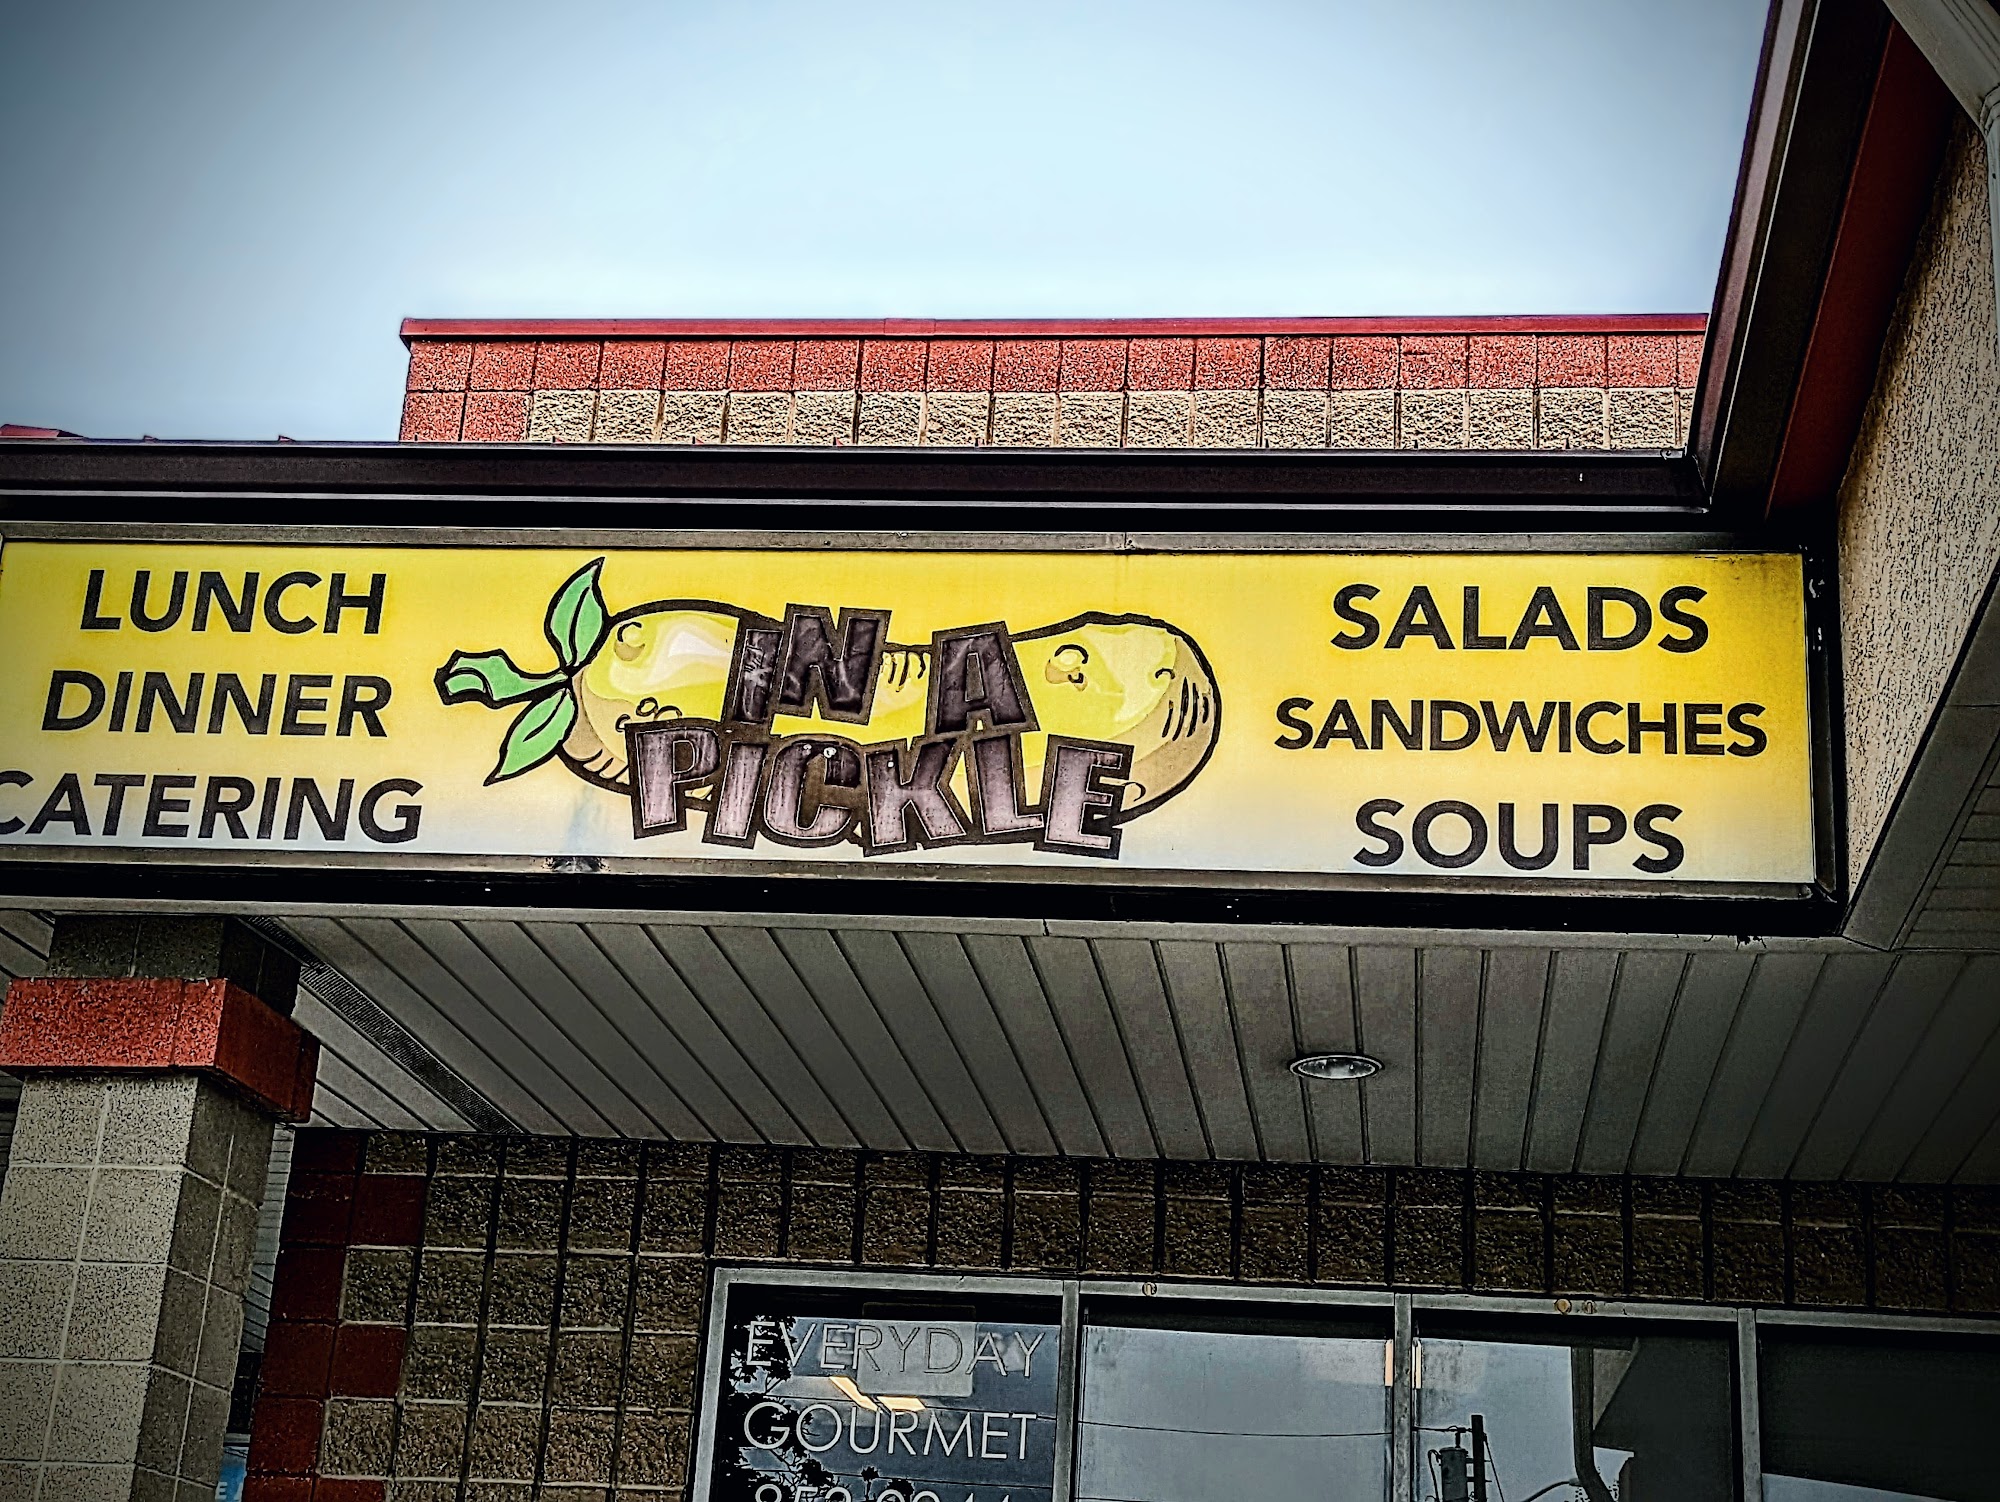 LUNCH
DINNER
CATERING
IN A
PICKLE
SALADS
SANDWICHES
SOUPS
EVERYDAY
GOURMET